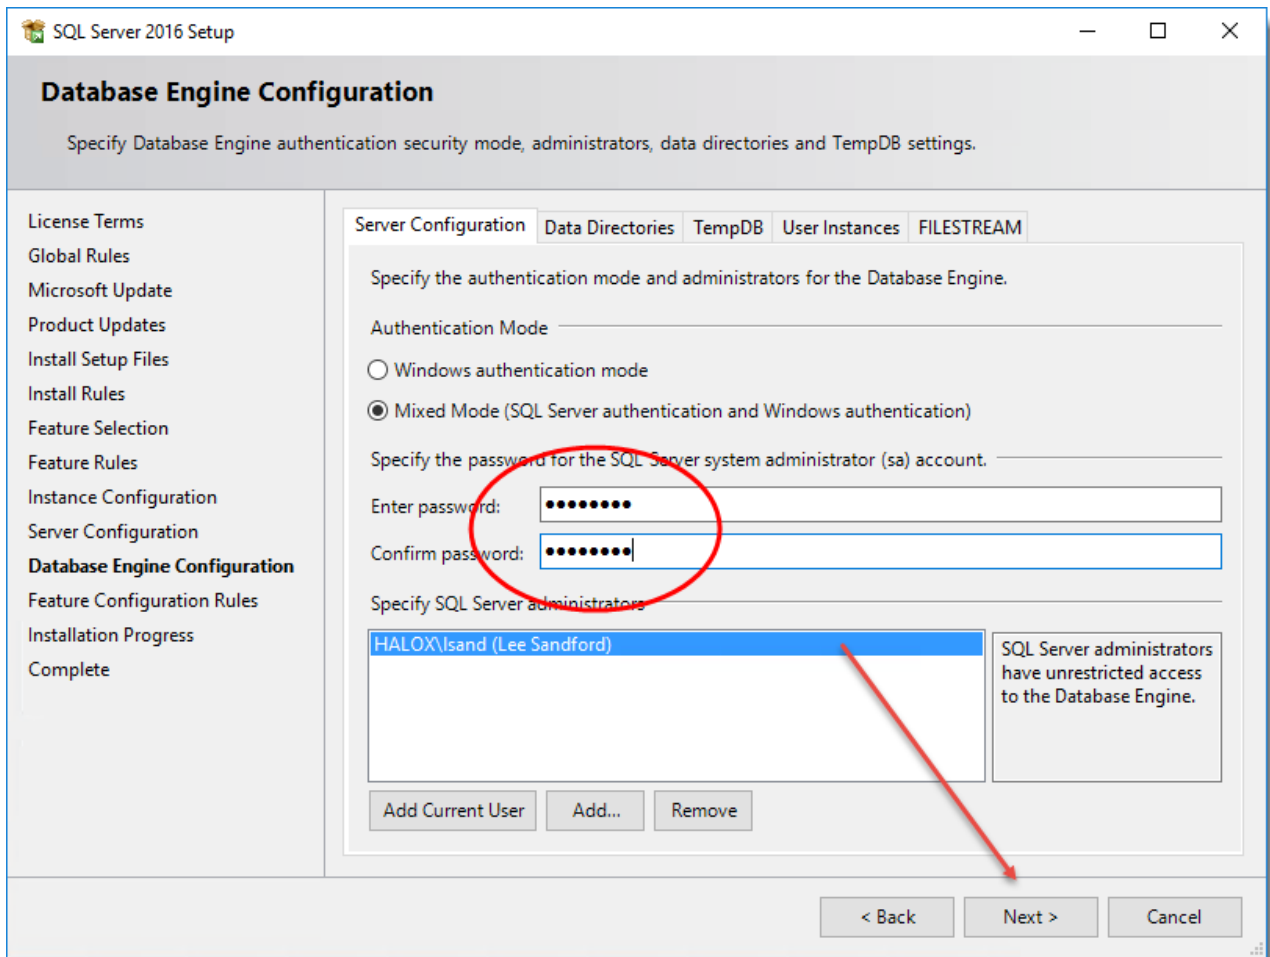 SQL Server 2016 Setup
Database Engine Configuration
Specify Database Engine authentication security mode, administrators, data directories and TempDB settings.
License Terms
Global Rules
Microsoft Update
Product Updates
Install Setup Files
Install Rules
Feature Selection
Feature Rules
Instance Configuration
Server Configuration
Database Engine Configuration
Feature Configuration Rules
Installation Progress
Complete
Server Configuration
Data Directories
TempDB
User Instances
FILESTREAM
Specify the authentication mode and administrators for the Database Engine.
Authentication Mode
Windows authentication mode
Mixed Mode (SQL Server authentication and Windows authentication)
Specify the password for the SQL Server system administrator (sa) account.
Enter password:
●●●●●●●●
Confirm password:
●●●●●●●●
Specify SQL Server administrators
HALOX\lsand (Lee Sandford)
SQL Server administrators
have unrestricted access
to the Database Engine.
Add Current User
Add...
Remove
< Back
Next >
Cancel